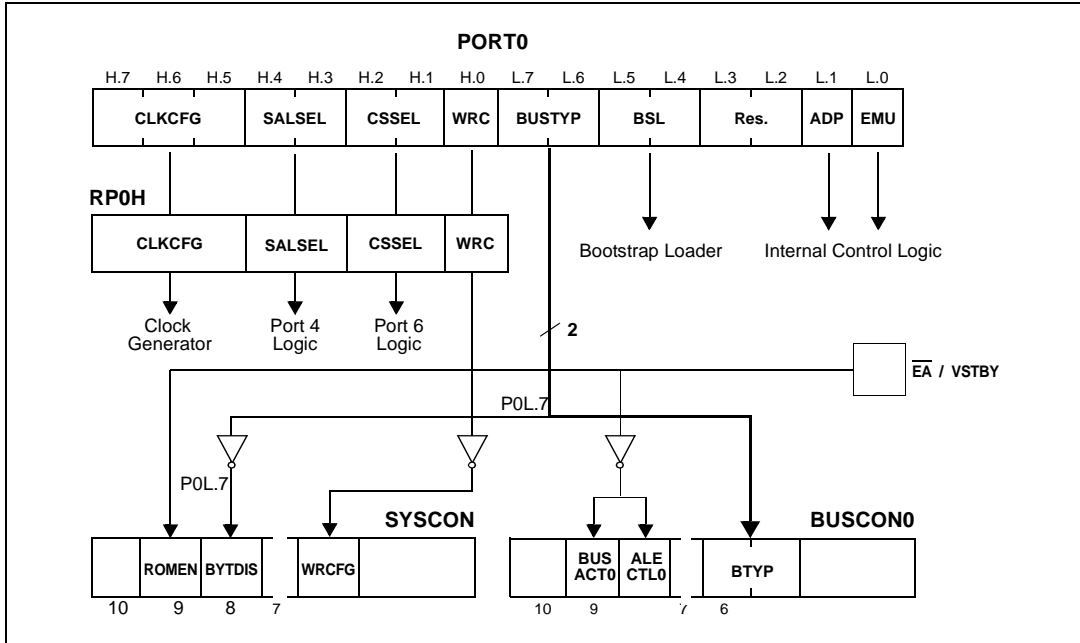 PORT0
H.7 H.6 H.5 H.4 H.3 H.2 H.1 H.0 L.7 L.6 L.5 L.4 L.3 L.2 L.1 L.0
CLKCFG SALSEL CSSEL WRC BUSTYP BSL Res. ADP EMU
RP0H
CLKCFG SALSEL CSSEL WRC
Bootstrap Loader Internal Control Logic
Clock Port 4 Port 6
Generator Logic Logic
2
EA / VSTBY
P0L.7
P0L.7
SYSCON BUSCON0
ROMEN BYTDIS WRCFG BUS ALE BTYP
ACT0 CTL0
10 9 8 7 10 9 7 6